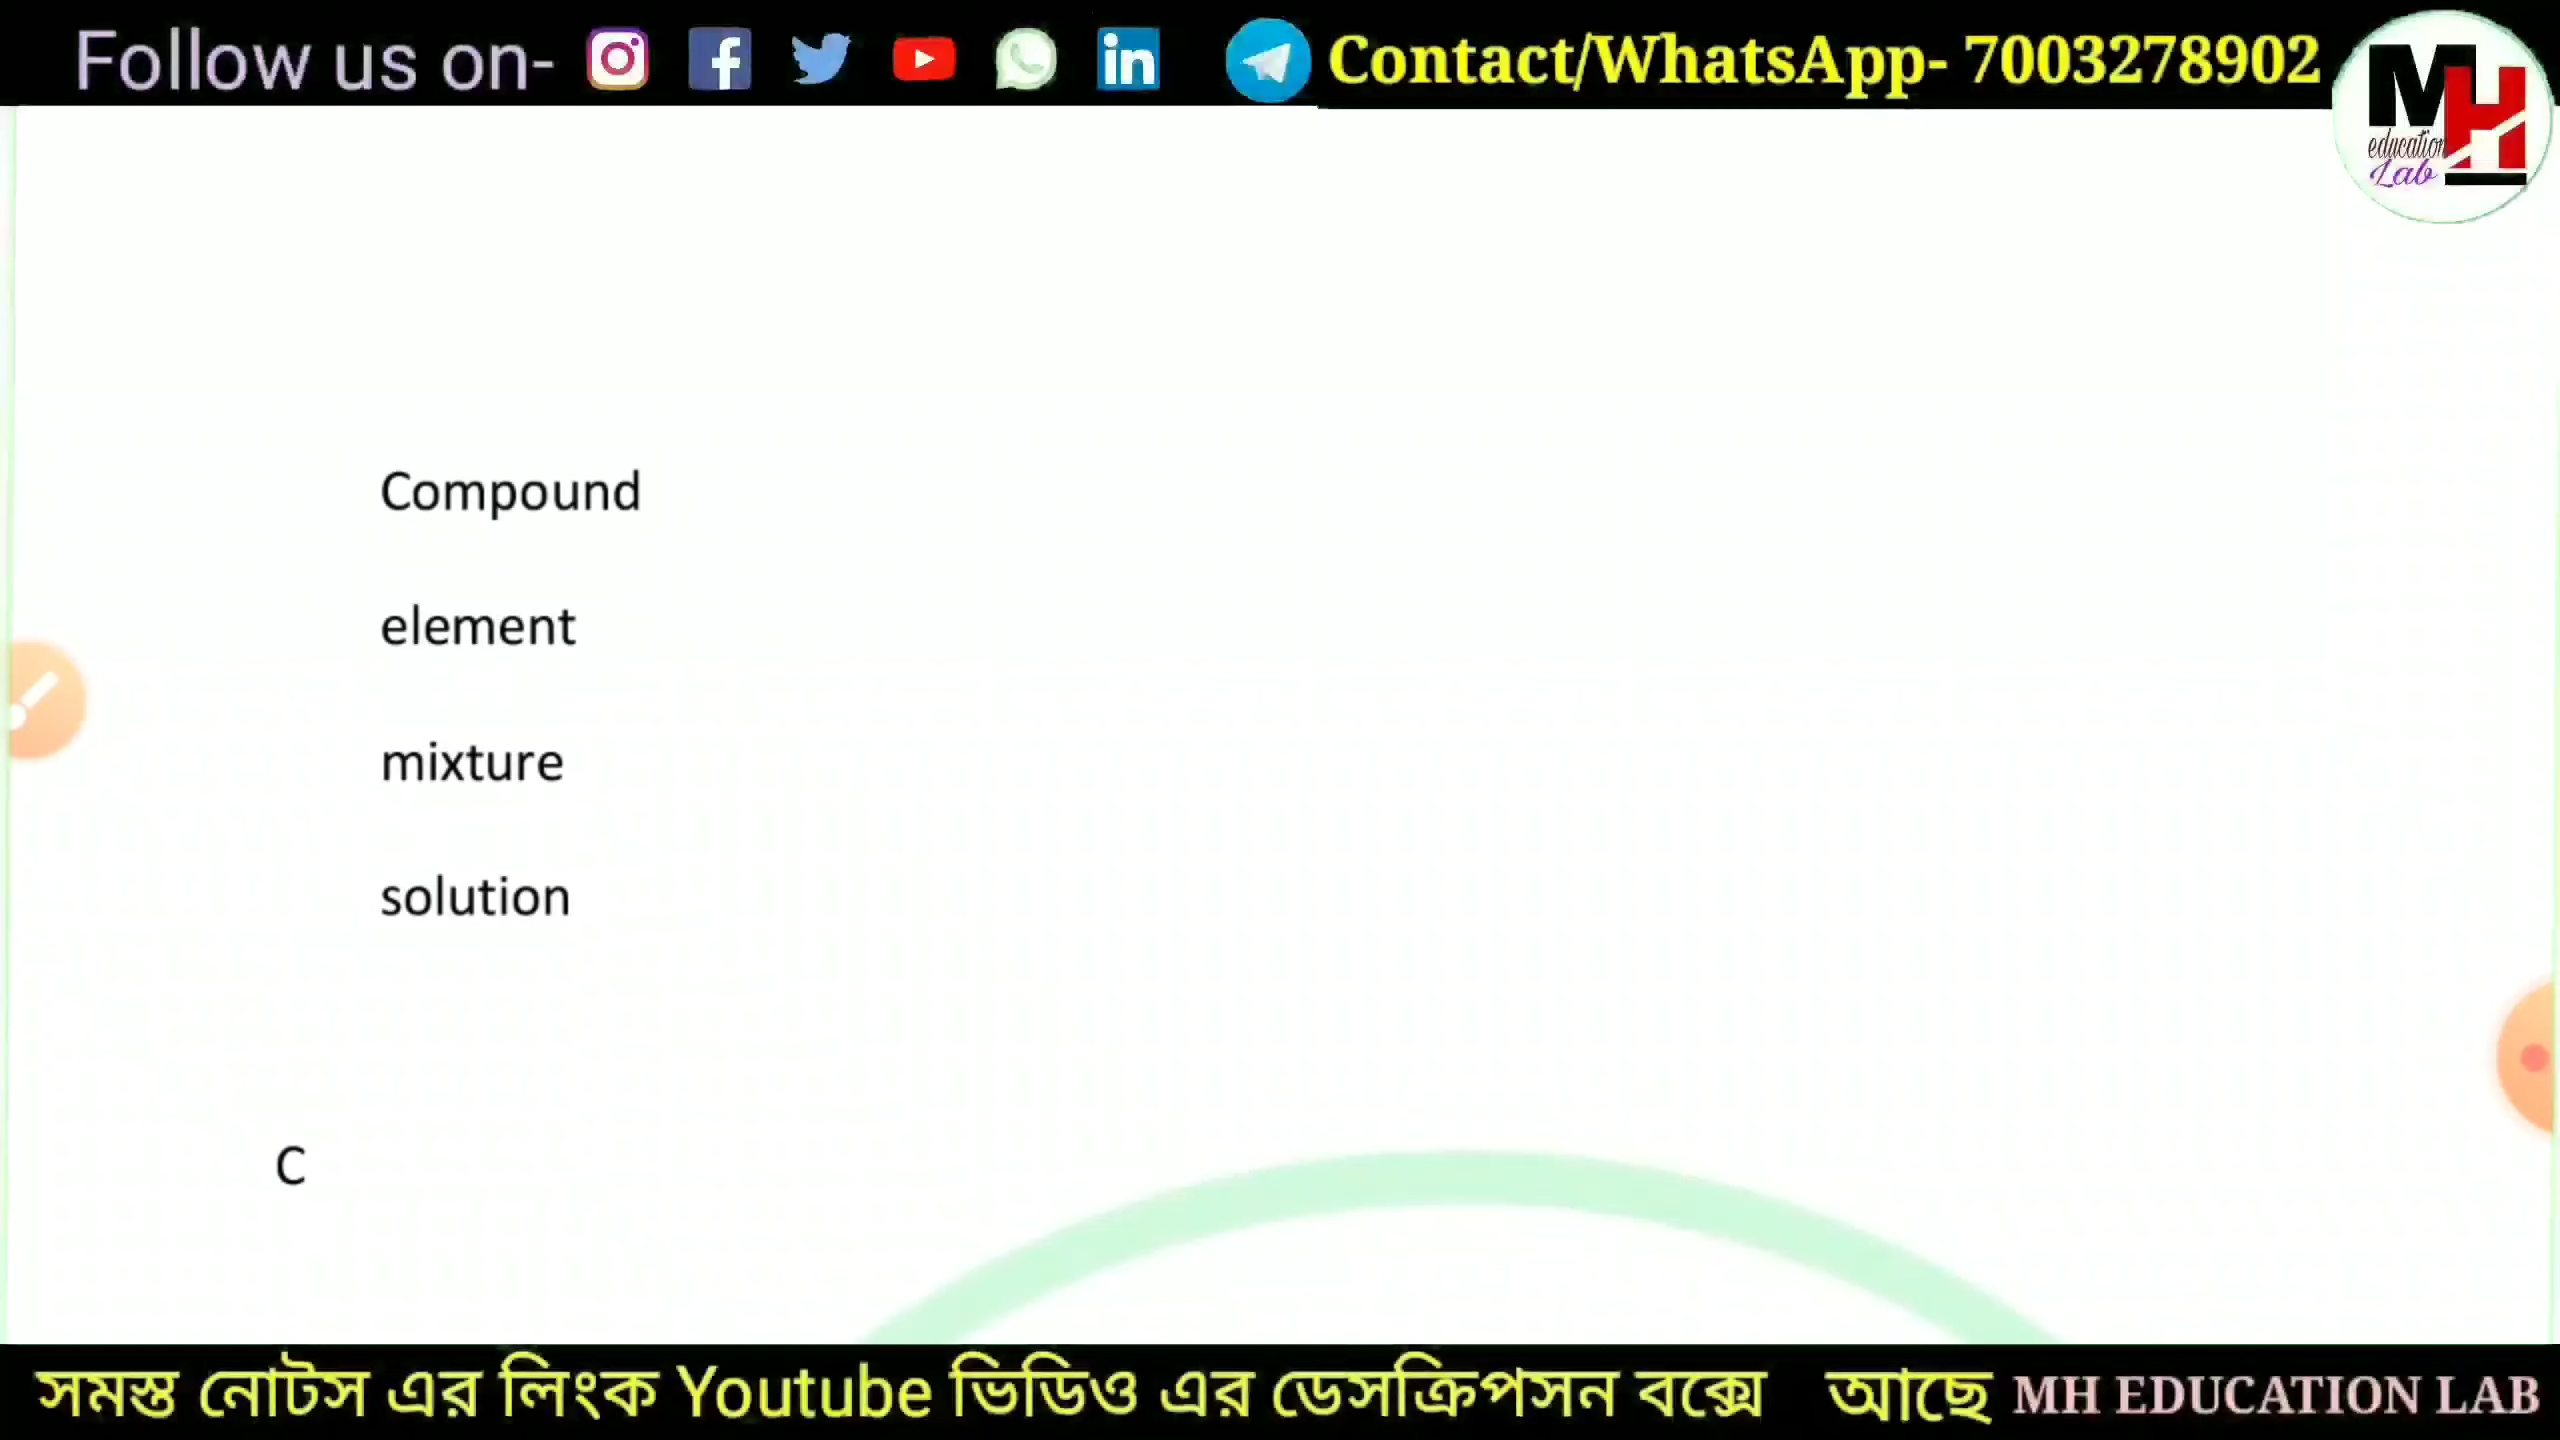 Follow us on- Contact/WhatsApp- 7003278902
MH
education
Lab
Compound
element
mixture
solution
C
সমস্ত নোটস এর লিংক Youtube ভিডিও এর ডেসক্রিপসন বক্সে আছে MH EDUCATION LAB